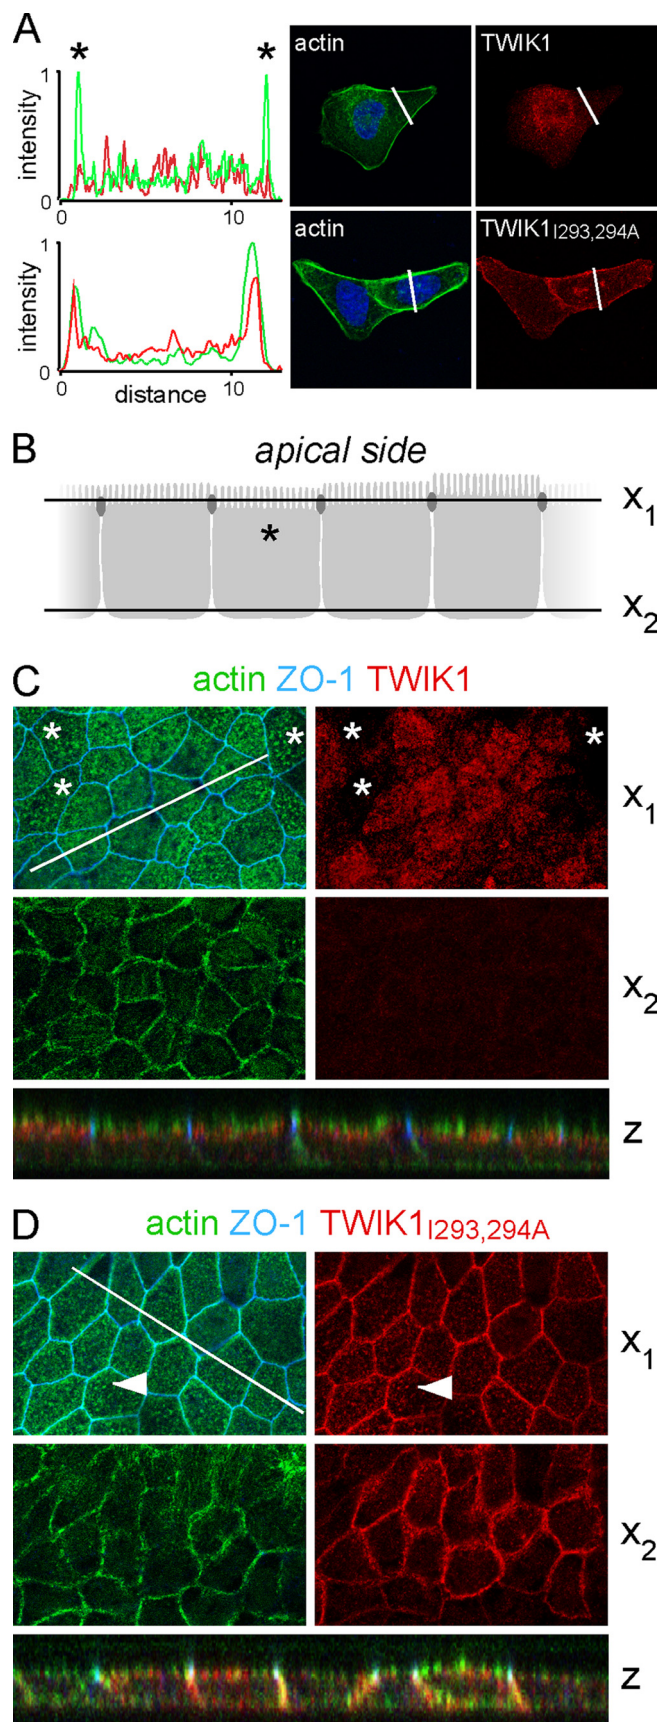 A
* *
intensity
1
0
0
10
actin
TWIK1
intensity
1
0
0
10
distance
actin
TWIK1I293,294A
B
apical side
x1
*
x2
C
actin ZO-1 TWIK1
* * *
* * *
x1
x2
z
D
actin ZO-1 TWIK1I293,294A
x1
x2
z